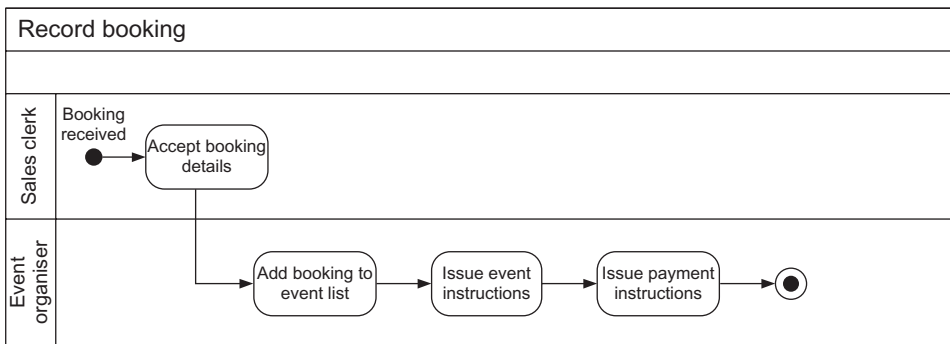 Record booking
Sales clerk
Booking
received
Accept booking
details
Event
organiser
Add booking to
event list
Issue event
instructions
Issue payment
instructions